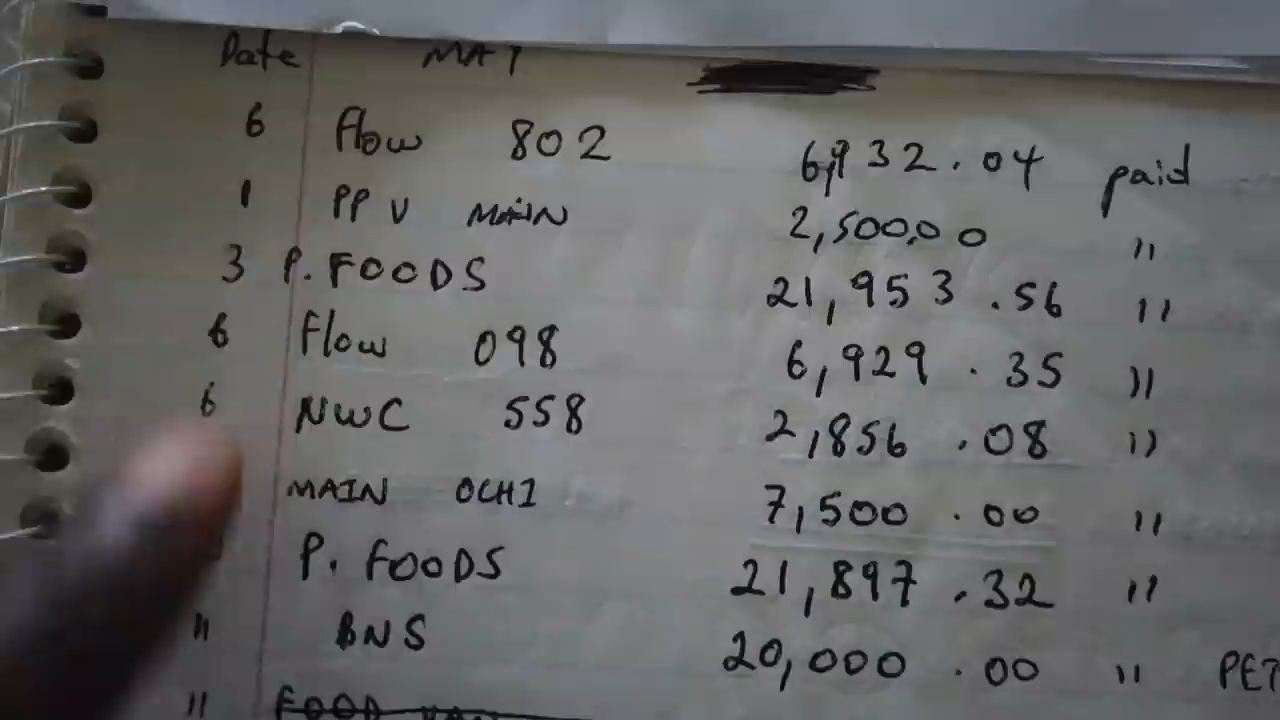 Date MAY
6 Flow 802 6,932.04 paid
1 PPV MAIN 2,500.00 "
3 P. FOODS 21,953.56 "
6 Flow 098 6,929.35 "
6 NWC 558 2,856.08 "
MAIN OCHI 7,500.00 "
P. FOODS 21,897.32 "
" BNS 20,000.00 " PET
" FOOD